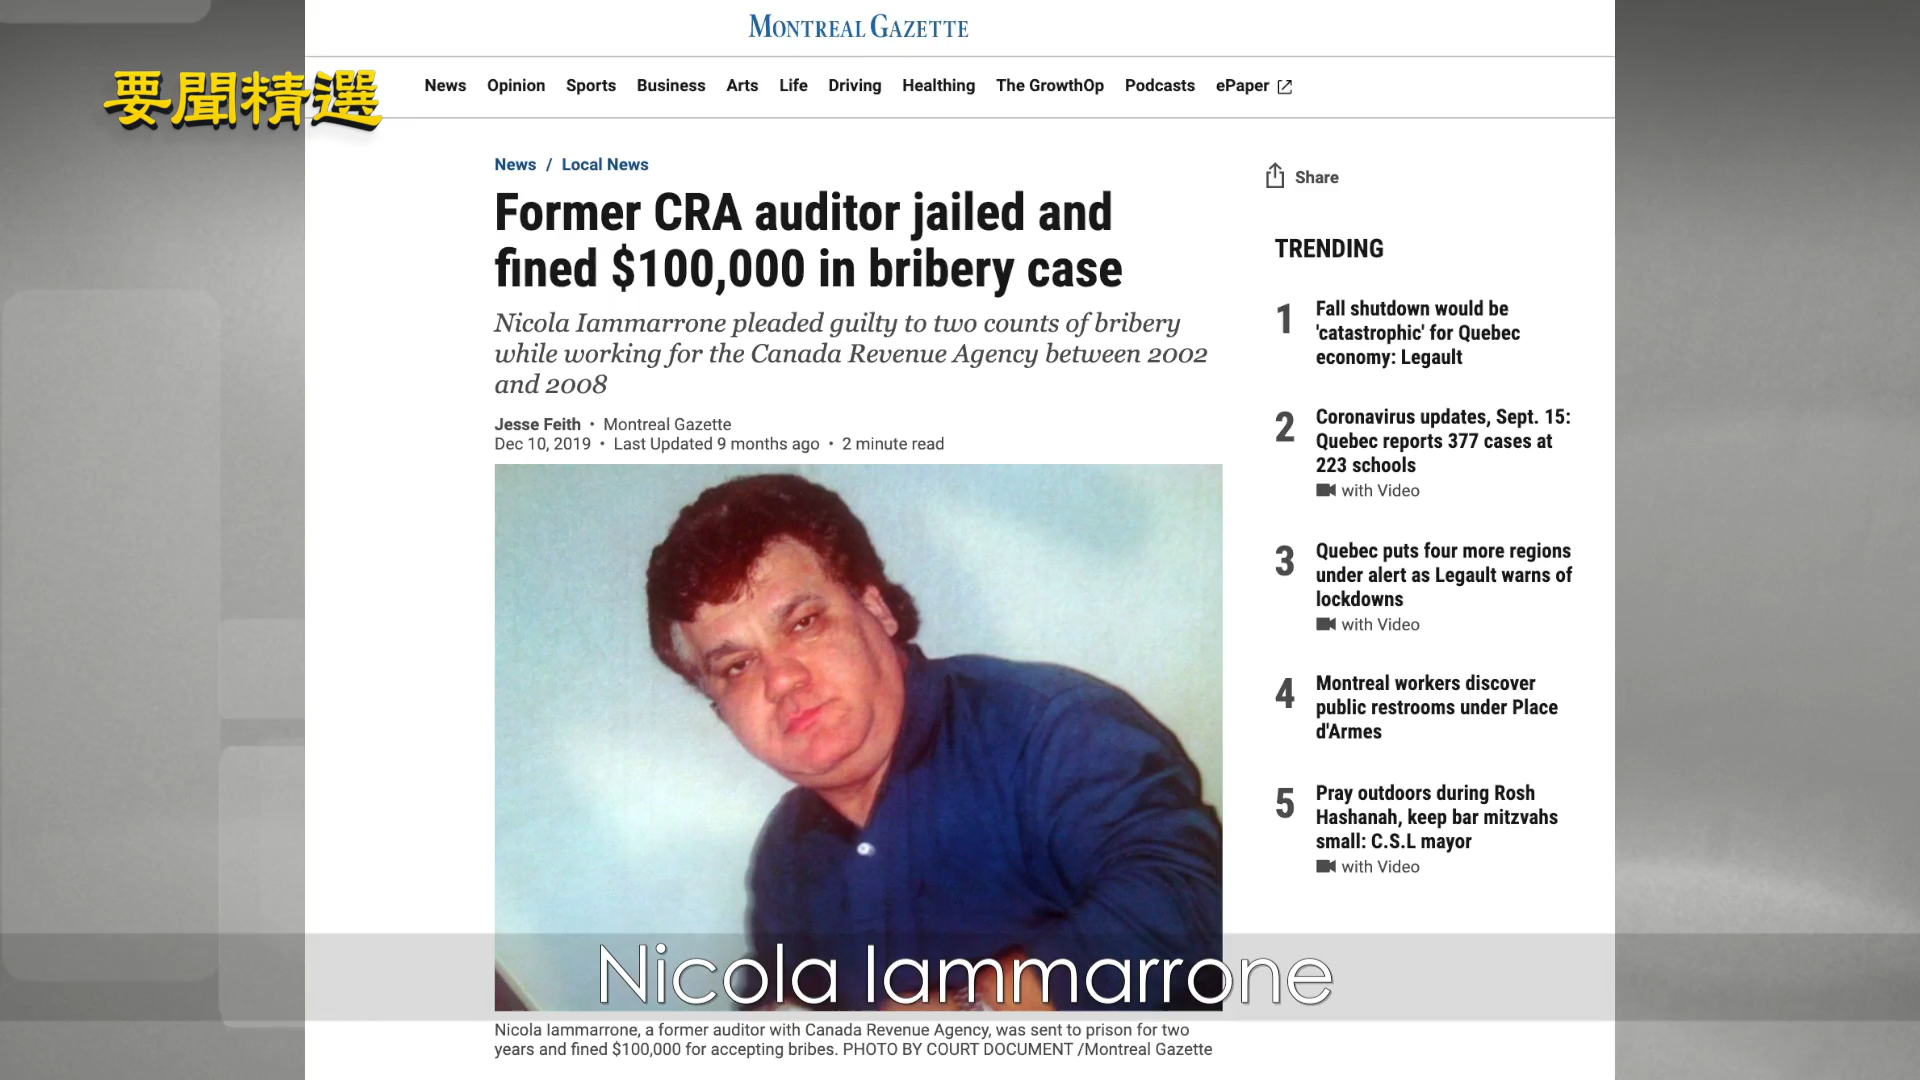 MONTREAL GAZETTE
要聞精選
News Opinion Sports Business Arts Life Driving Healthing The GrowthOp Podcasts ePaper
News / Local News
Former CRA auditor jailed and
fined $100,000 in bribery case
Nicola Iammarrone pleaded guilty to two counts of bribery
while working for the Canada Revenue Agency between 2002
and 2008
Jesse Feith • Montreal Gazette
Dec 10, 2019 • Last Updated 9 months ago • 2 minute read
Nicola Iammarrone
Nicola Iammarrone, a former auditor with Canada Revenue Agency, was sent to prison for two
years and fined $100,000 for accepting bribes. PHOTO BY COURT DOCUMENT /Montreal Gazette
Share
TRENDING
1 Fall shutdown would be
'catastrophic' for Quebec
economy: Legault
2 Coronavirus updates, Sept. 15:
Quebec reports 377 cases at
223 schools
with Video
3 Quebec puts four more regions
under alert as Legault warns of
lockdowns
with Video
4 Montreal workers discover
public restrooms under Place
d'Armes
5 Pray outdoors during Rosh
Hashanah, keep bar mitzvahs
small: C.S.L mayor
with Video